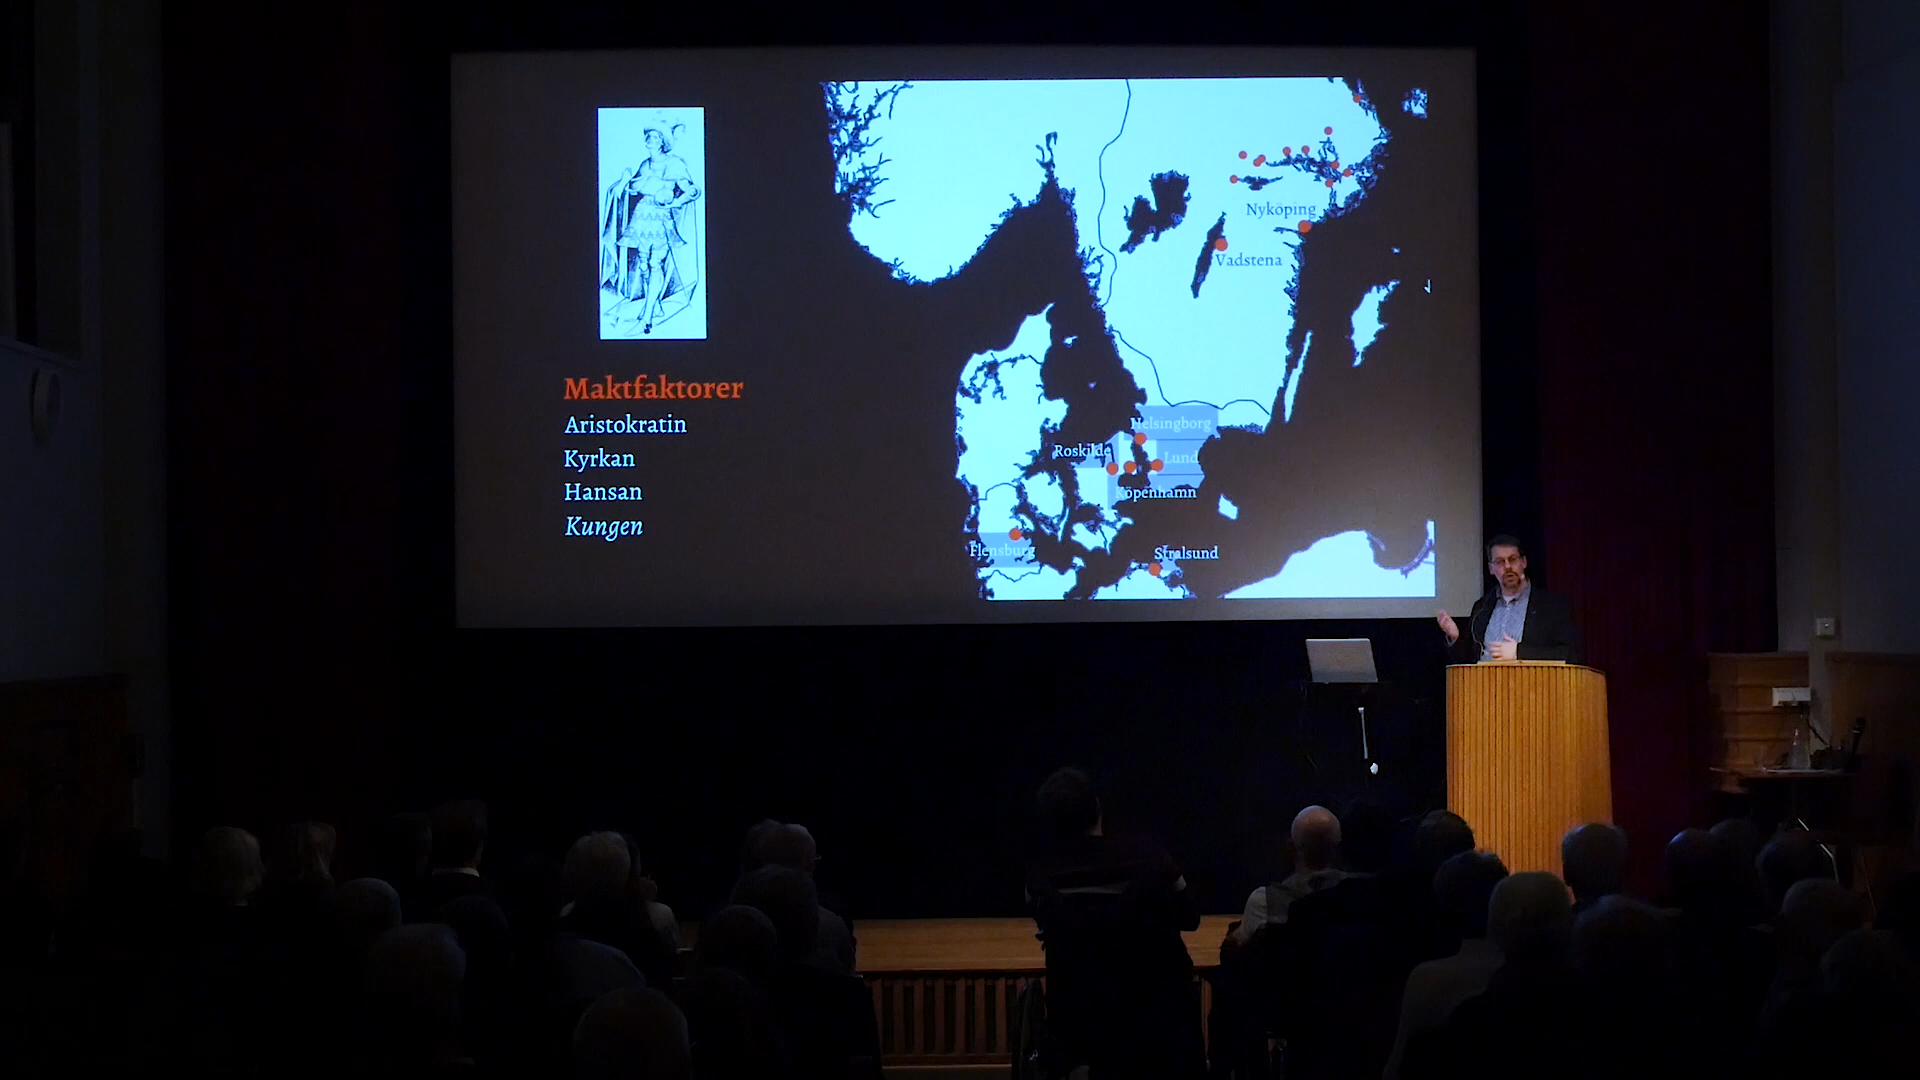 Maktfaktorer
Aristokratin
Kyrkan
Hansan
Kungen
Nyköping
Vadstena
Helsingborg
Roskilde
Lund
Köpenhamn
Flensburg
Stralsund